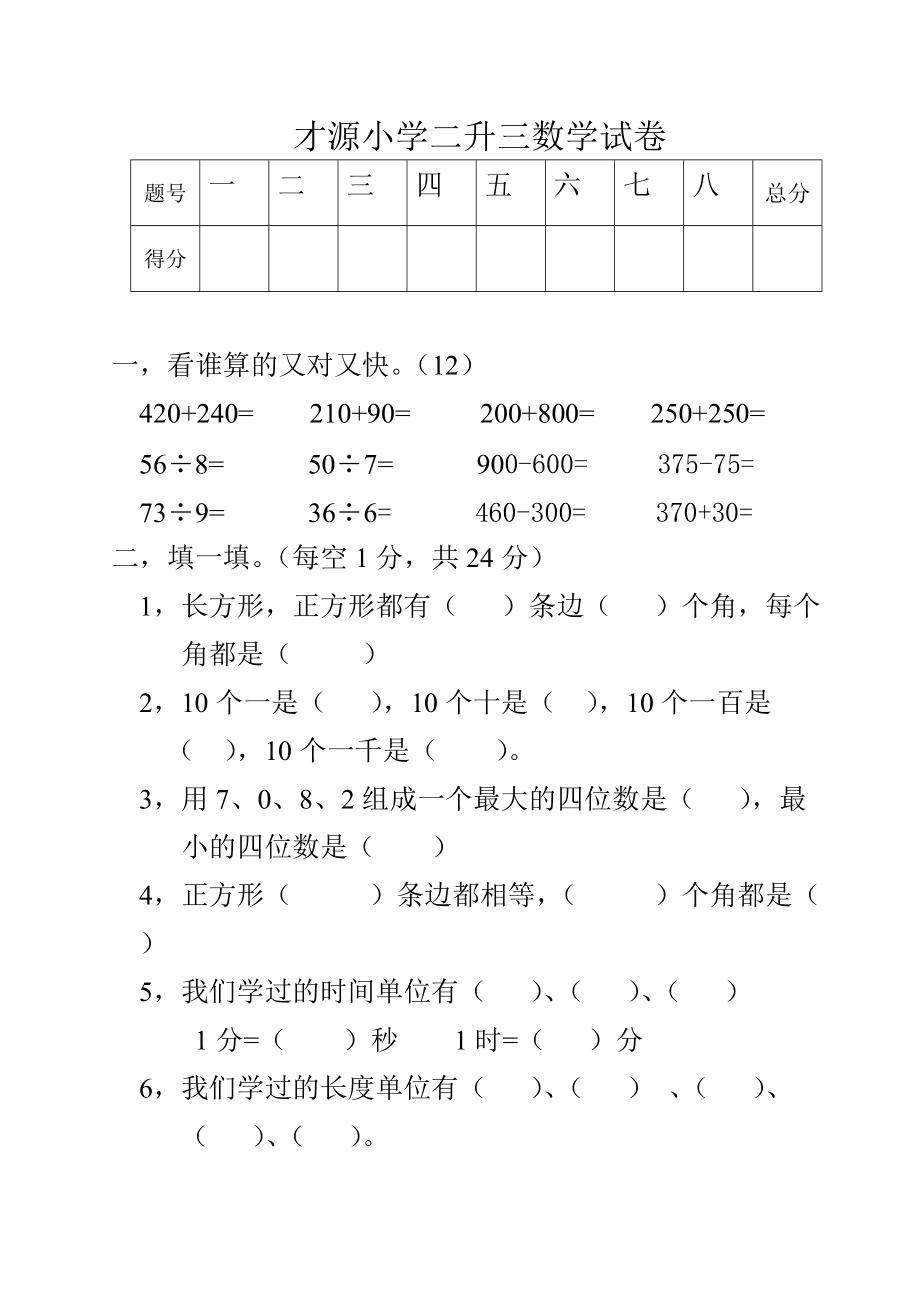 才源小学二升三数学试卷
题号 一 二 三 四 五 六 七 八 总分
得分
一，看谁算的又对又快。（12）
420+240= 210+90= 200+800= 250+250=
56÷8= 50÷7= 900-600= 375-75=
73÷9= 36÷6= 460-300= 370+30=
二，填一填。（每空 1 分，共 24 分）
1，长方形，正方形都有（ ）条边（ ）个角，每个
角都是（ ）
2，10 个一是（ ），10 个十是（ ），10 个一百是
（ ），10 个一千是（ ）。
3，用 7、0、8、2 组成一个最大的四位数是（ ），最
小的四位数是（ ）
4，正方形（ ）条边都相等，（ ）个角都是（
）
5，我们学过的时间单位有（ ）、（ ）、（ ）
1 分=（ ）秒 1 时=（ ）分
6，我们学过的长度单位有（ ）、（ ） 、（ ）、
（ ）、（ ）。